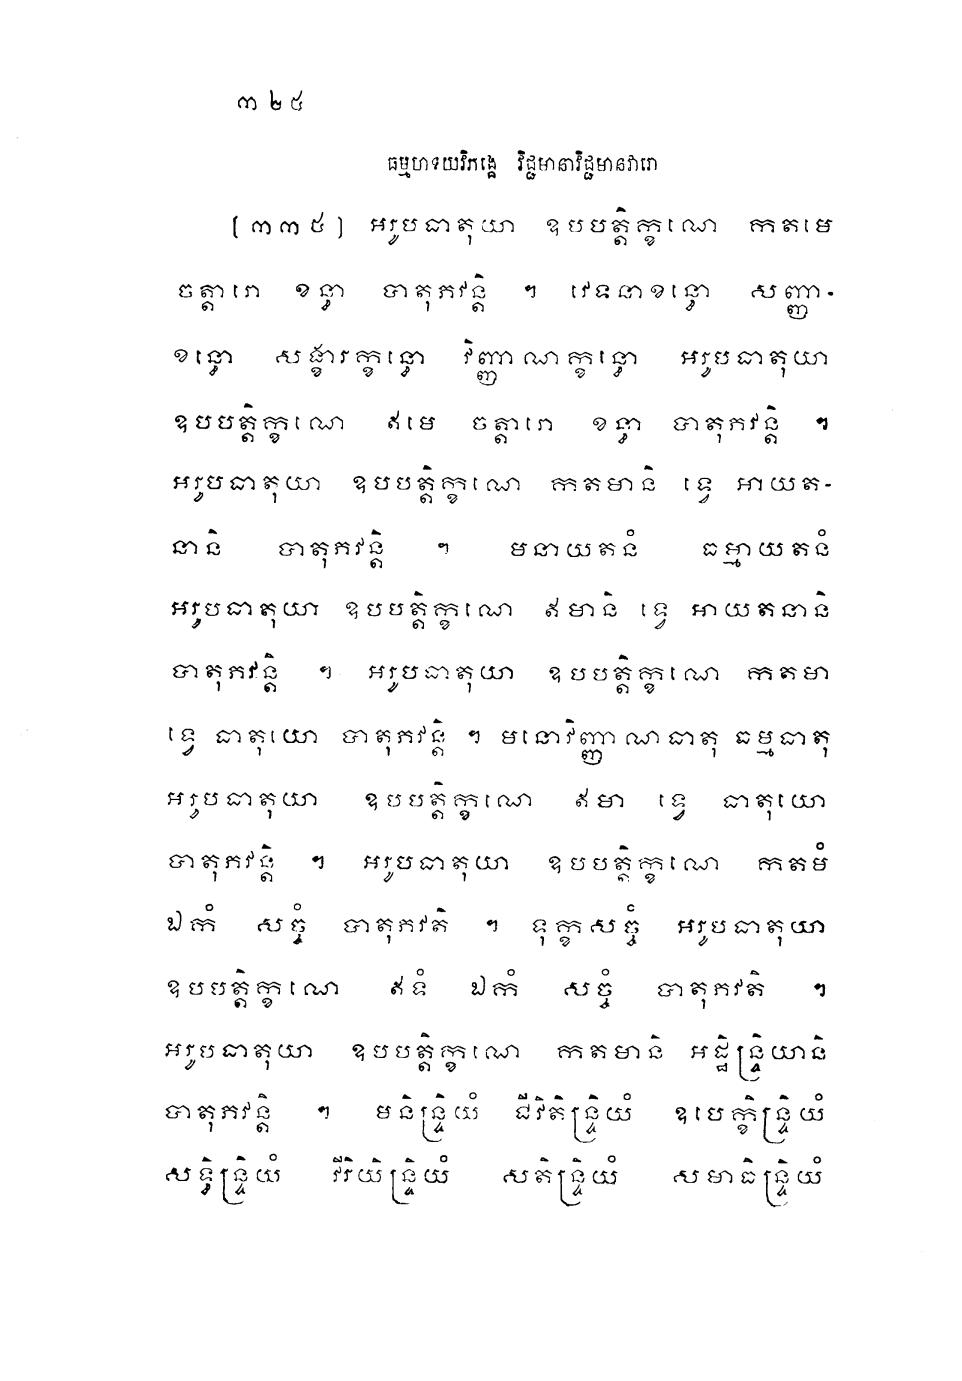 ៣២៥
ធម្មហទយវិភង្គេ វិជ្ជមានាវិជ្ជមានវារោ
[៣៣៥] អរូបធាតុយា ឧបបត្តិក្ខណេ កតមេ
ចត្តារោ ខន្ធា បាតុភវន្តិ ។ វេទនាខន្ធោ សញ្ញា-
ខន្ធោ សង្ខារក្ខន្ធោ វិញ្ញាណក្ខន្ធោ អរូបធាតុយា
ឧបបត្តិក្ខណេ ឥមេ ចត្តារោ ខន្ធា បាតុភវន្តិ ។
អរូបធាតុយា ឧបបត្តិក្ខណេ កតមានិ ទ្វេ អាយត-
នានិ បាតុភវន្តិ ។ មនាយតនំ ធម្មាយតនំ
អរូបធាតុយា ឧបបត្តិក្ខណេ ឥមានិ ទ្វេ អាយតនានិ
បាតុភវន្តិ ។ អរូបធាតុយា ឧបបត្តិក្ខណេ កតមា
ទ្វេ ធាតុយោ បាតុភវន្តិ ។ មនោវិញ្ញាណធាតុ ធម្មធាតុ
អរូបធាតុយា ឧបបត្តិក្ខណេ ឥមា ទ្វេ ធាតុយោ
បាតុភវន្តិ ។ អរូបធាតុយា ឧបបត្តិក្ខណេ កតមំ
ឯកំ សច្ចំ បាតុភវតិ ។ ទុក្ខសច្ចំ អរូបធាតុយា
ឧបបត្តិក្ខណេ ឥទំ ឯកំ សច្ចំ បាតុភវតិ ។
អរូបធាតុយា ឧបបត្តិក្ខណេ កតមានិ អដ្ឋិន្ទ្រិយានិ
បាតុភវន្តិ ។ មនិន្ទ្រិយំ ជីវិតិន្ទ្រិយំ ឧបេក្ខិន្ទ្រិយំ
សទ្ធិន្ទ្រិយំ វីរិយិន្ទ្រិយំ សតិន្ទ្រិយំ សមាធិន្ទ្រិយំ